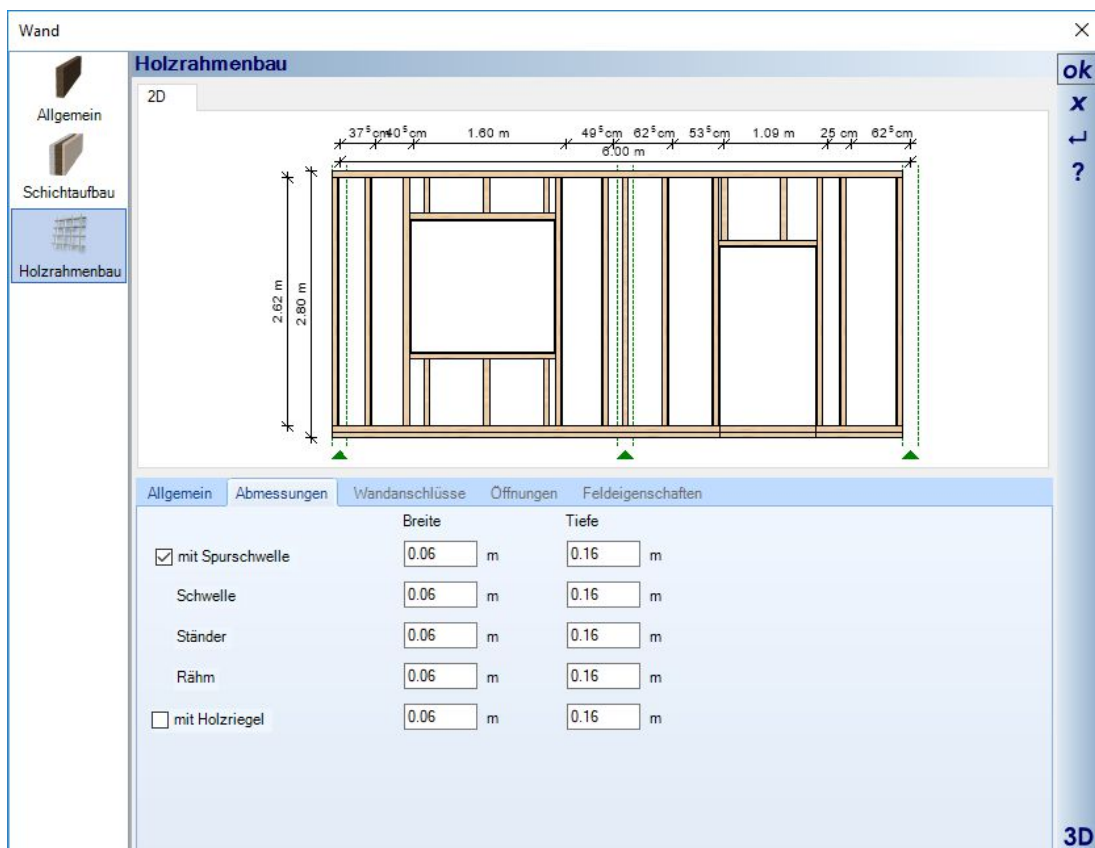 Wand
Allgemein
Schichtaufbau
Holzrahmenbau
Holzrahmenbau
2D
37⁵cm 40⁵cm 1.60 m 49⁵cm 62⁵cm 53⁵cm 1.09 m 25 cm 62⁵cm
6.00 m
2.62 m
2.80 m
Allgemein Abmessungen Wandanschlüsse Öffnungen Feldeigenschaften
Breite Tiefe
mit Spurschwelle 0.06 m 0.16 m
Schwelle 0.06 m 0.16 m
Ständer 0.06 m 0.16 m
Rähm 0.06 m 0.16 m
mit Holzriegel 0.06 m 0.16 m
ok
x
?
3D